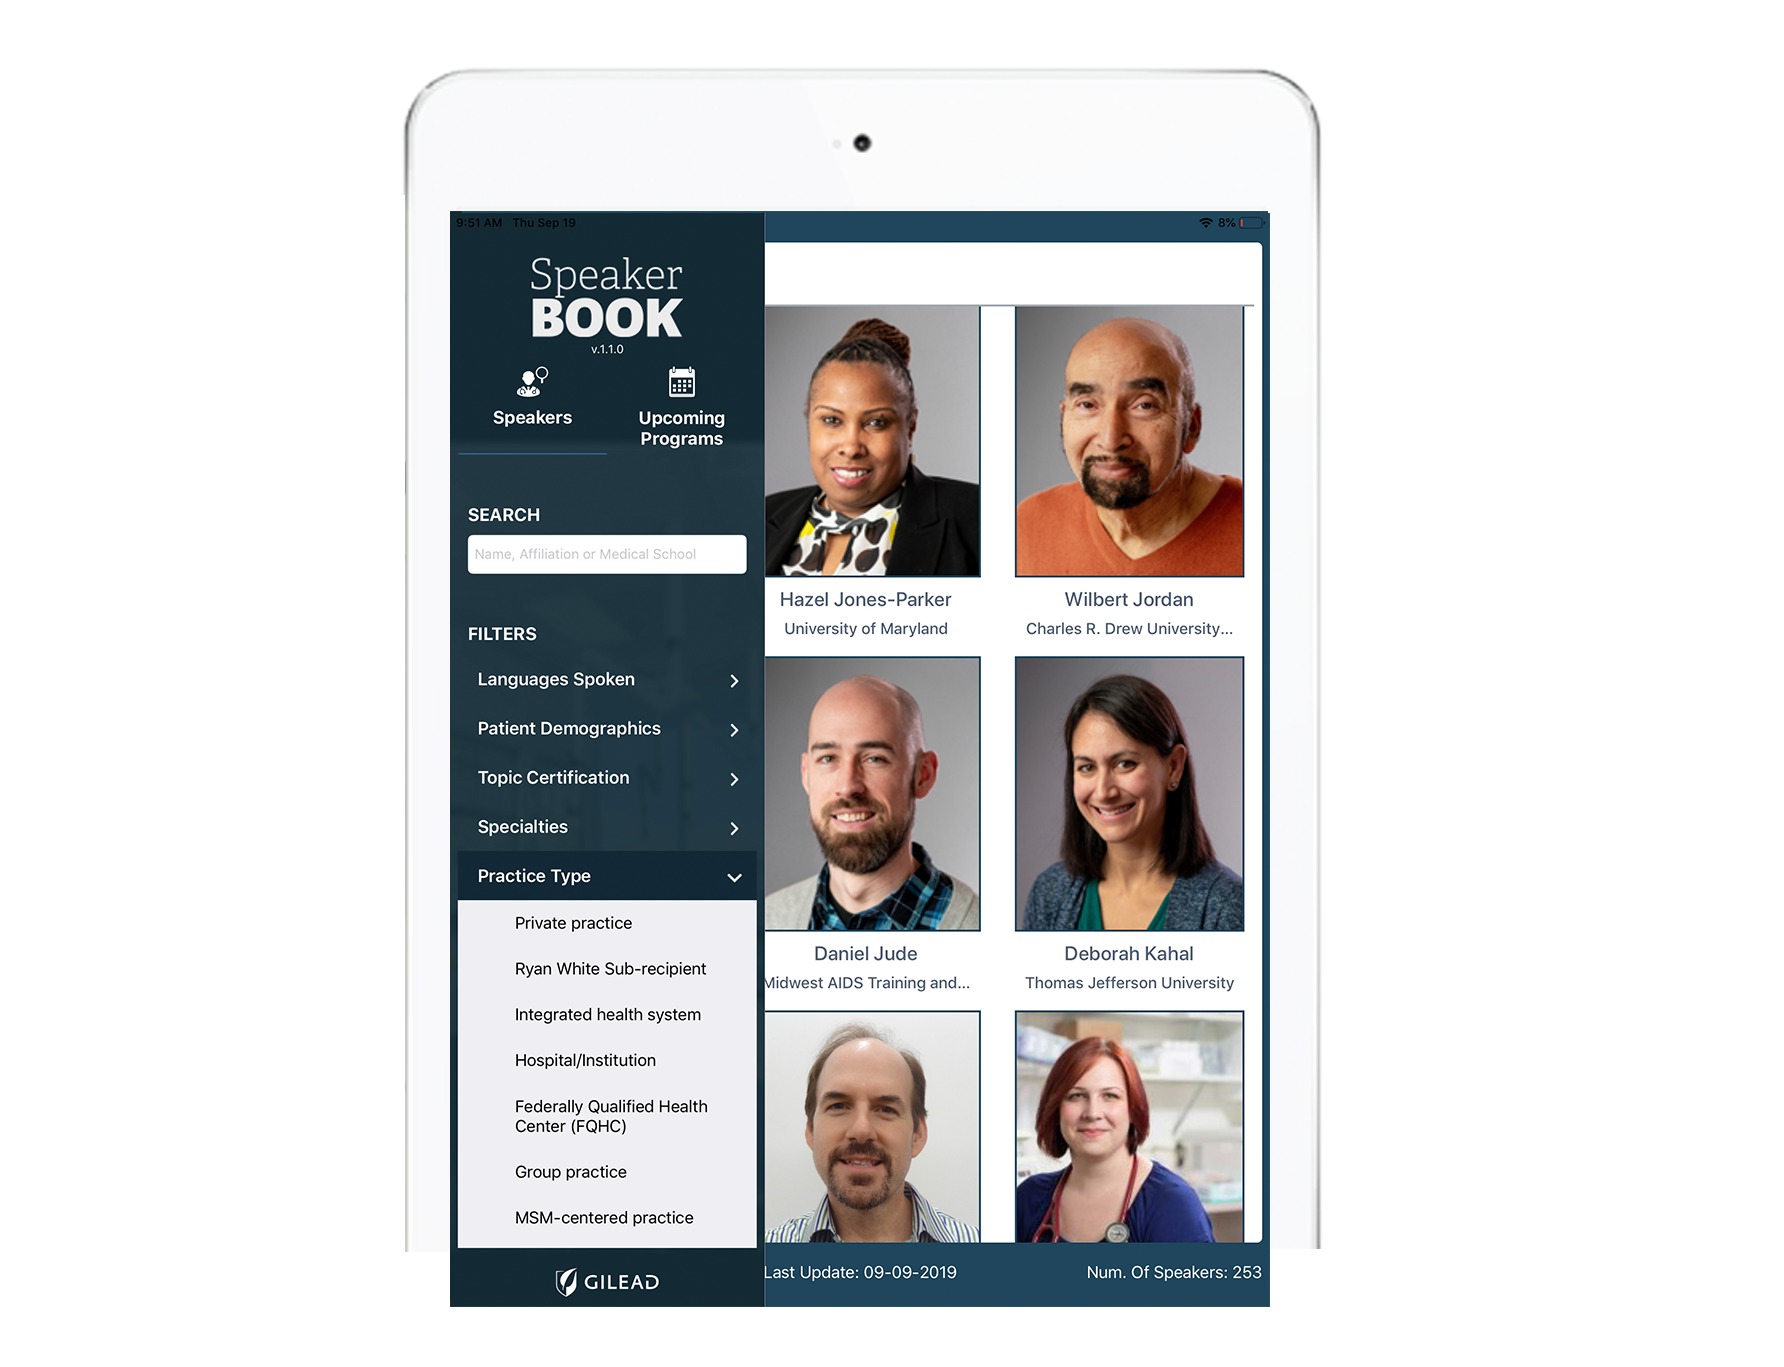 9:51 AM Thu Sep 19
8%
Speaker
BOOK
v.1.1.0
Speakers
Upcoming
Programs
SEARCH
Name, Affiliation or Medical School
FILTERS
Languages Spoken
Patient Demographics
Topic Certification
Specialties
Practice Type
Private practice
Ryan White Sub-recipient
Integrated health system
Hospital/Institution
Federally Qualified Health
Center (FQHC)
Group practice
MSM-centered practice
GILEAD
Hazel Jones-Parker
University of Maryland
Wilbert Jordan
Charles R. Drew University...
Daniel Jude
Midwest AIDS Training and...
Deborah Kahal
Thomas Jefferson University
Last Update: 09-09-2019
Num. Of Speakers: 253